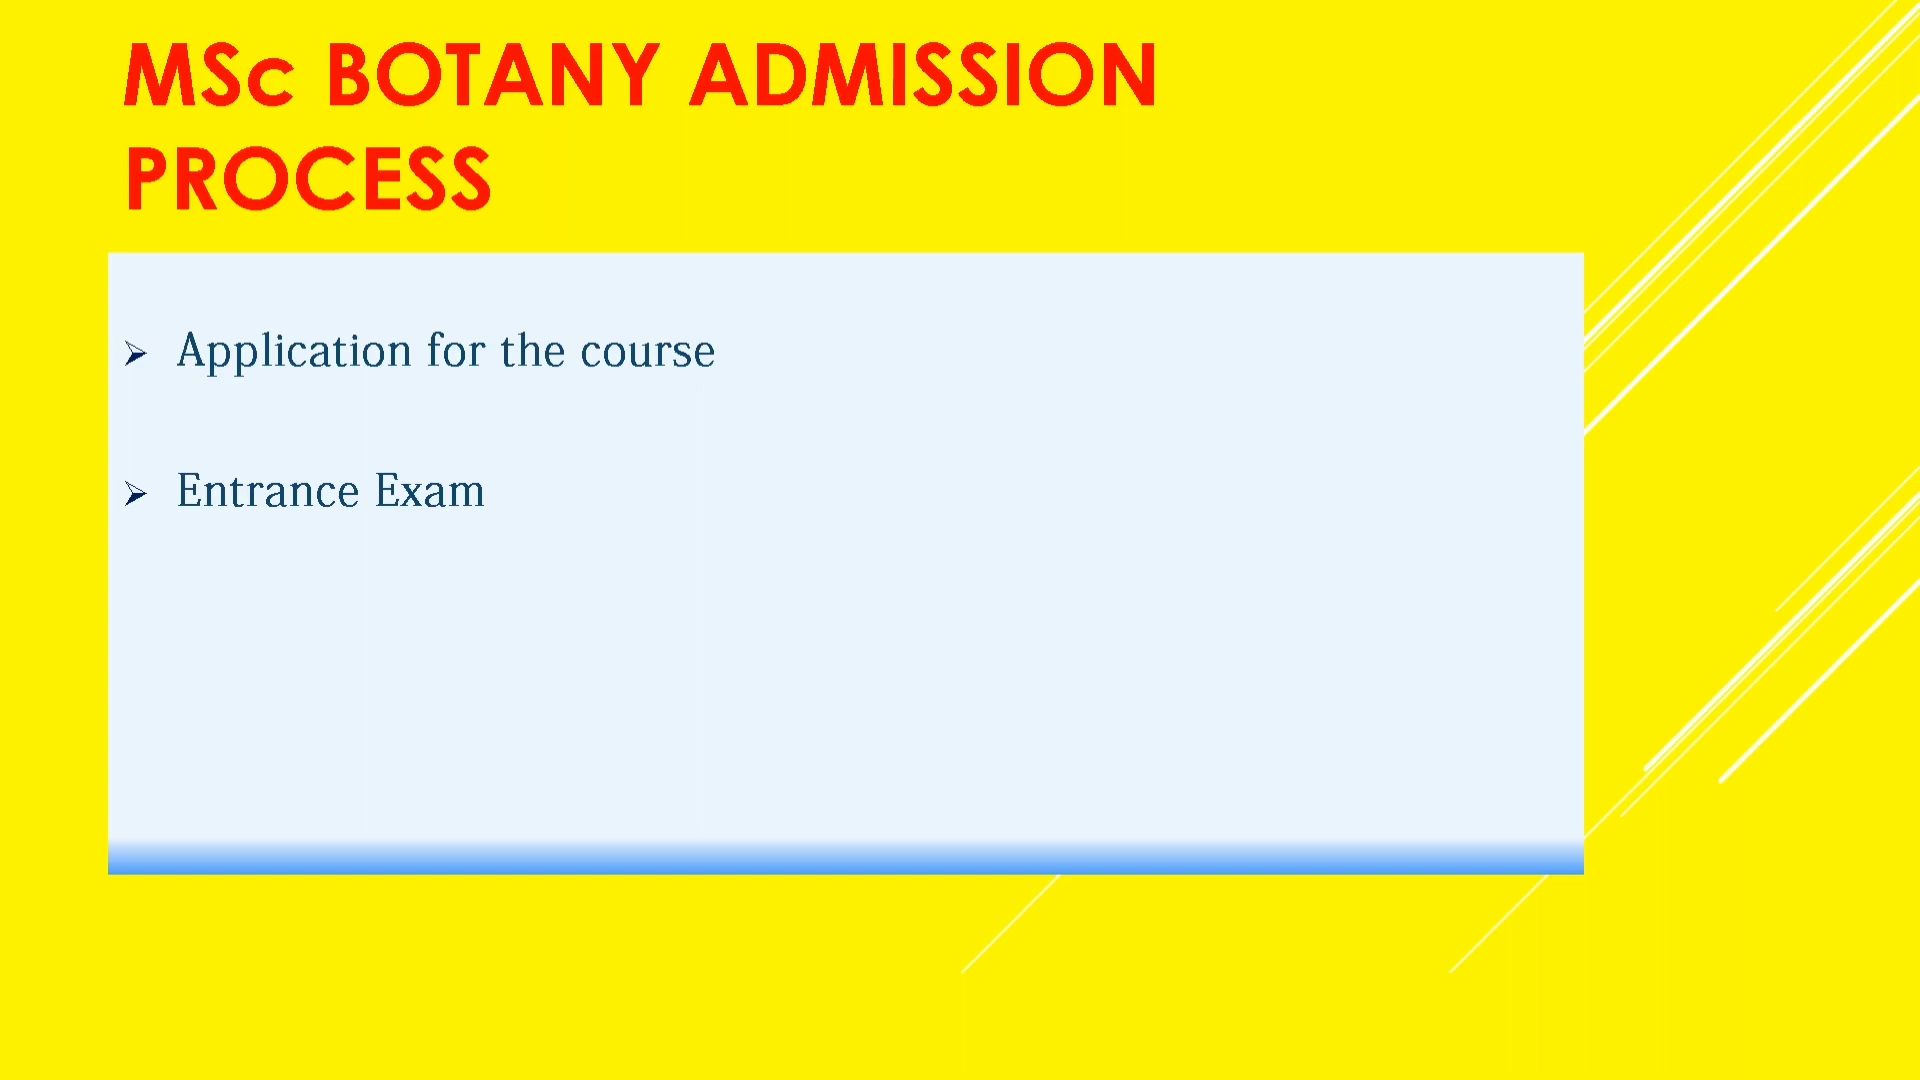 MSc BOTANY ADMISSION
PROCESS
➢ Application for the course
➢ Entrance Exam